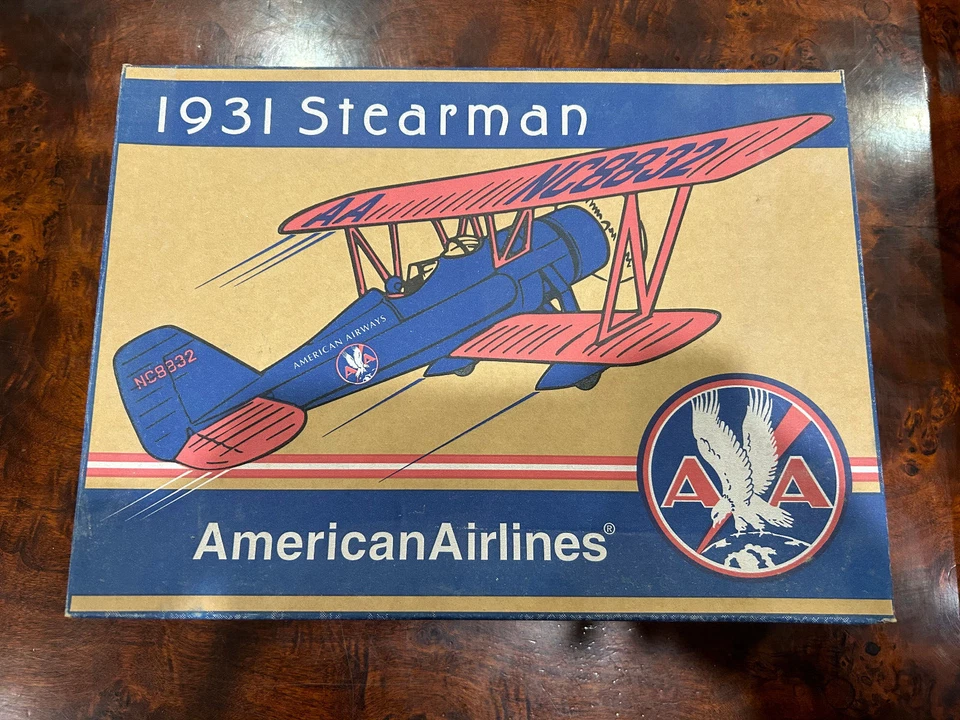 1931 Stearman
AA NC8832
NC8832
AMERICAN AIRWAYS
AA
AA
AmericanAirlines®